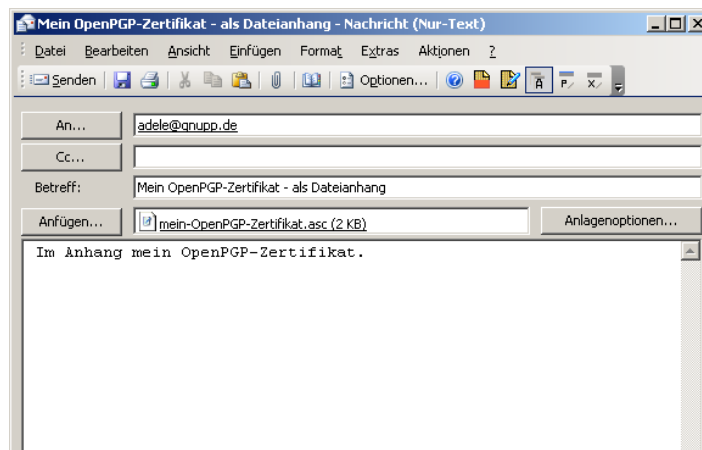 Mein OpenPGP-Zertifikat - als Dateianhang - Nachricht (Nur-Text)
Datei Bearbeiten Ansicht Einfügen Format Extras Aktionen ?
Senden Optionen...
An... adele@gnupp.de
Cc...
Betreff: Mein OpenPGP-Zertifikat - als Dateianhang
Anfügen... mein-OpenPGP-Zertifikat.asc (2 KB) Anlagenoptionen...
Im Anhang mein OpenPGP-Zertifikat.